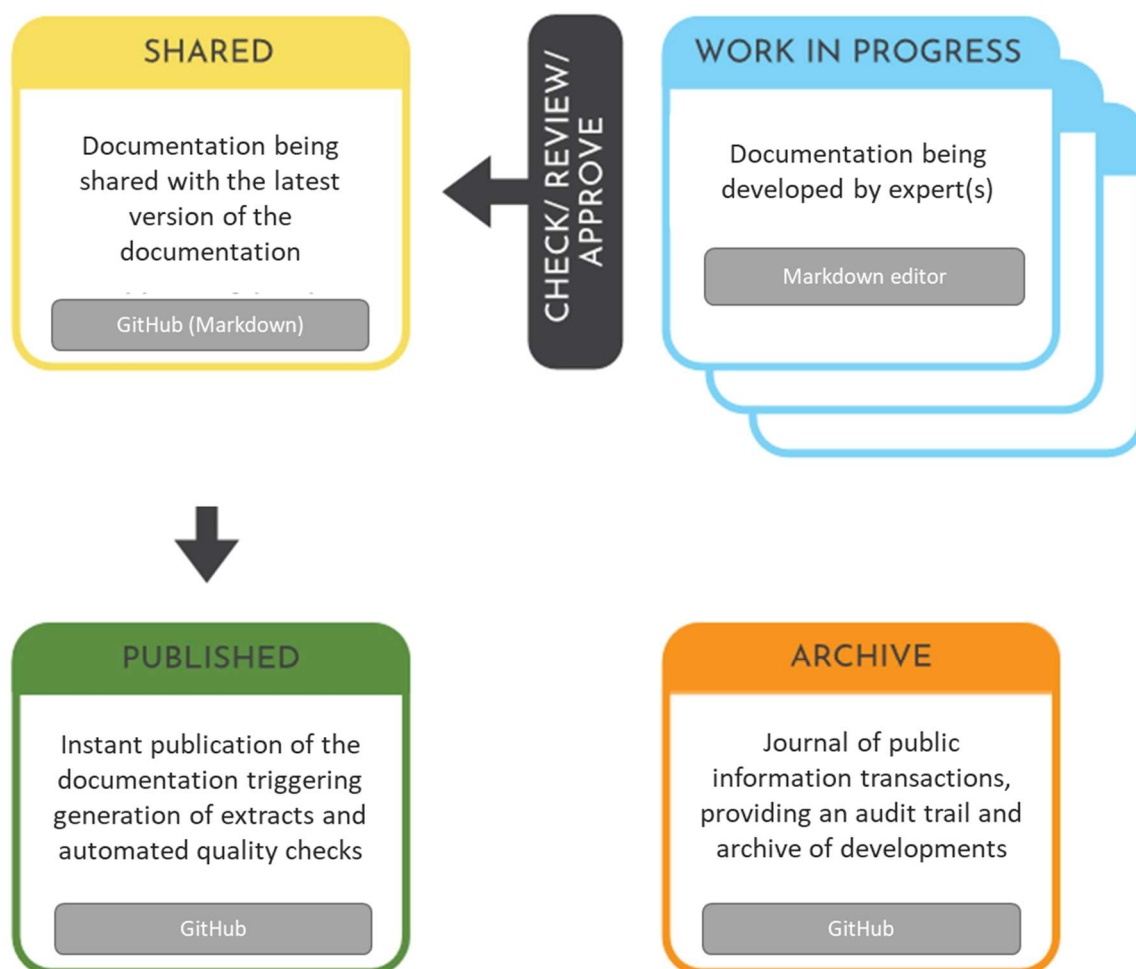 SHARED
Documentation being
shared with the latest
version of the
documentation
GitHub (Markdown)
CHECK/ REVIEW/
APPROVE
WORK IN PROGRESS
Documentation being
developed by expert(s)
Markdown editor
PUBLISHED
Instant publication of the
documentation triggering
generation of extracts and
automated quality checks
GitHub
ARCHIVE
Journal of public
information transactions,
providing an audit trail and
archive of developments
GitHub